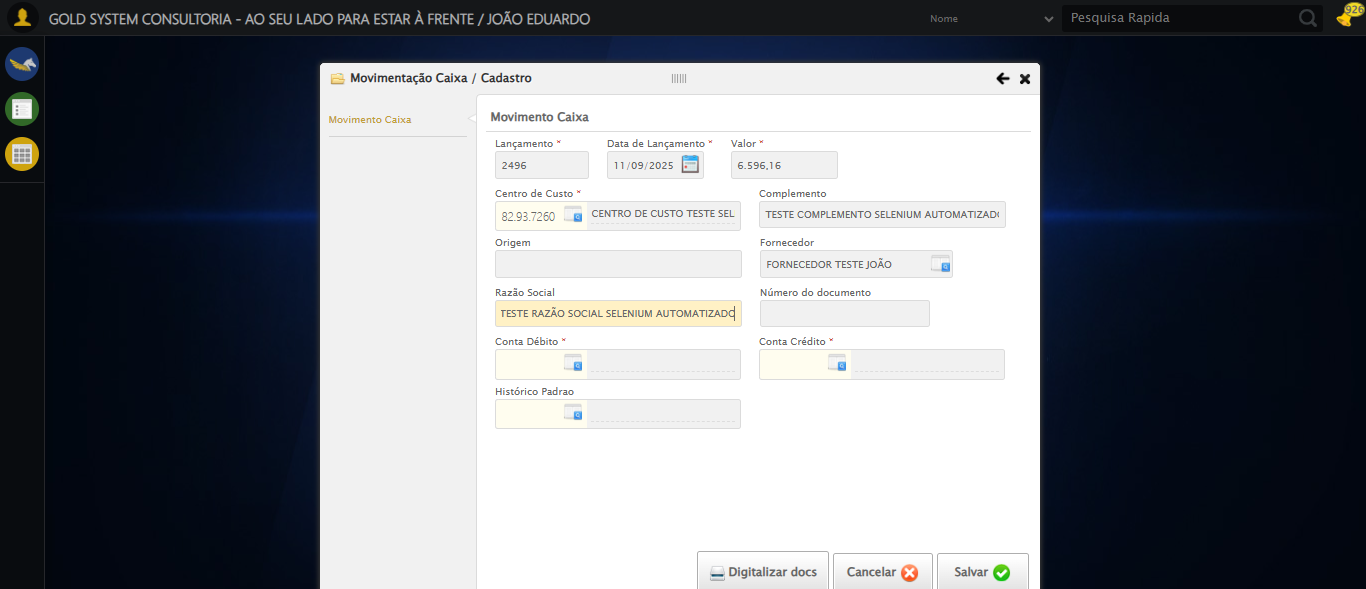 GOLD SYSTEM CONSULTORIA - AO SEU LADO PARA ESTAR À FRENTE / JOÃO EDUARDO
Nome
Pesquisa Rapida
926
Movimentação Caixa / Cadastro
Movimento Caixa
Movimento Caixa
Lançamento *
Data de Lançamento *
Valor *
2496
11/09/2025
6.596,16
Centro de Custo *
Complemento
82.93.7260
CENTRO DE CUSTO TESTE SEL
TESTE COMPLEMENTO SELENIUM AUTOMATIZADO
Origem
Fornecedor
FORNECEDOR TESTE JOÃO
Razão Social
Número do documento
TESTE RAZÃO SOCIAL SELENIUM AUTOMATIZADO
Conta Débito *
Conta Crédito *
Histórico Padrao
Digitalizar docs
Cancelar
Salvar